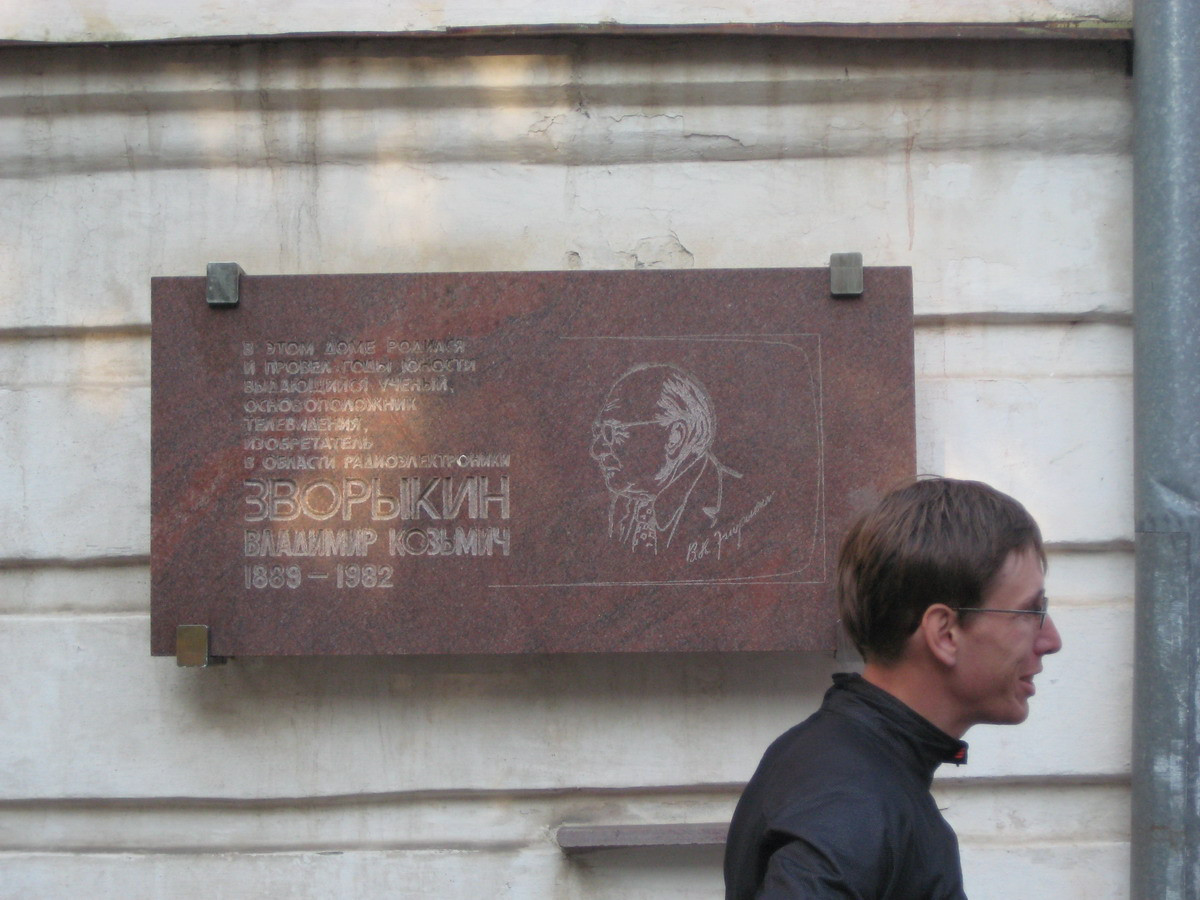 В ЭТОМ ДОМЕ РОДИЛСЯ
И ПРОВЕЛ ГОДЫ ЮНОСТИ
ВЫДАЮЩИЙСЯ УЧЕНЫЙ,
ОСНОВОПОЛОЖНИК
ТЕЛЕВИДЕНИЯ,
ИЗОБРЕТАТЕЛЬ
В ОБЛАСТИ РАДИОЭЛЕКТРОНИКИ
ЗВОРЫКИН
ВЛАДИМИР КОЗЬМИЧ
1889 – 1982